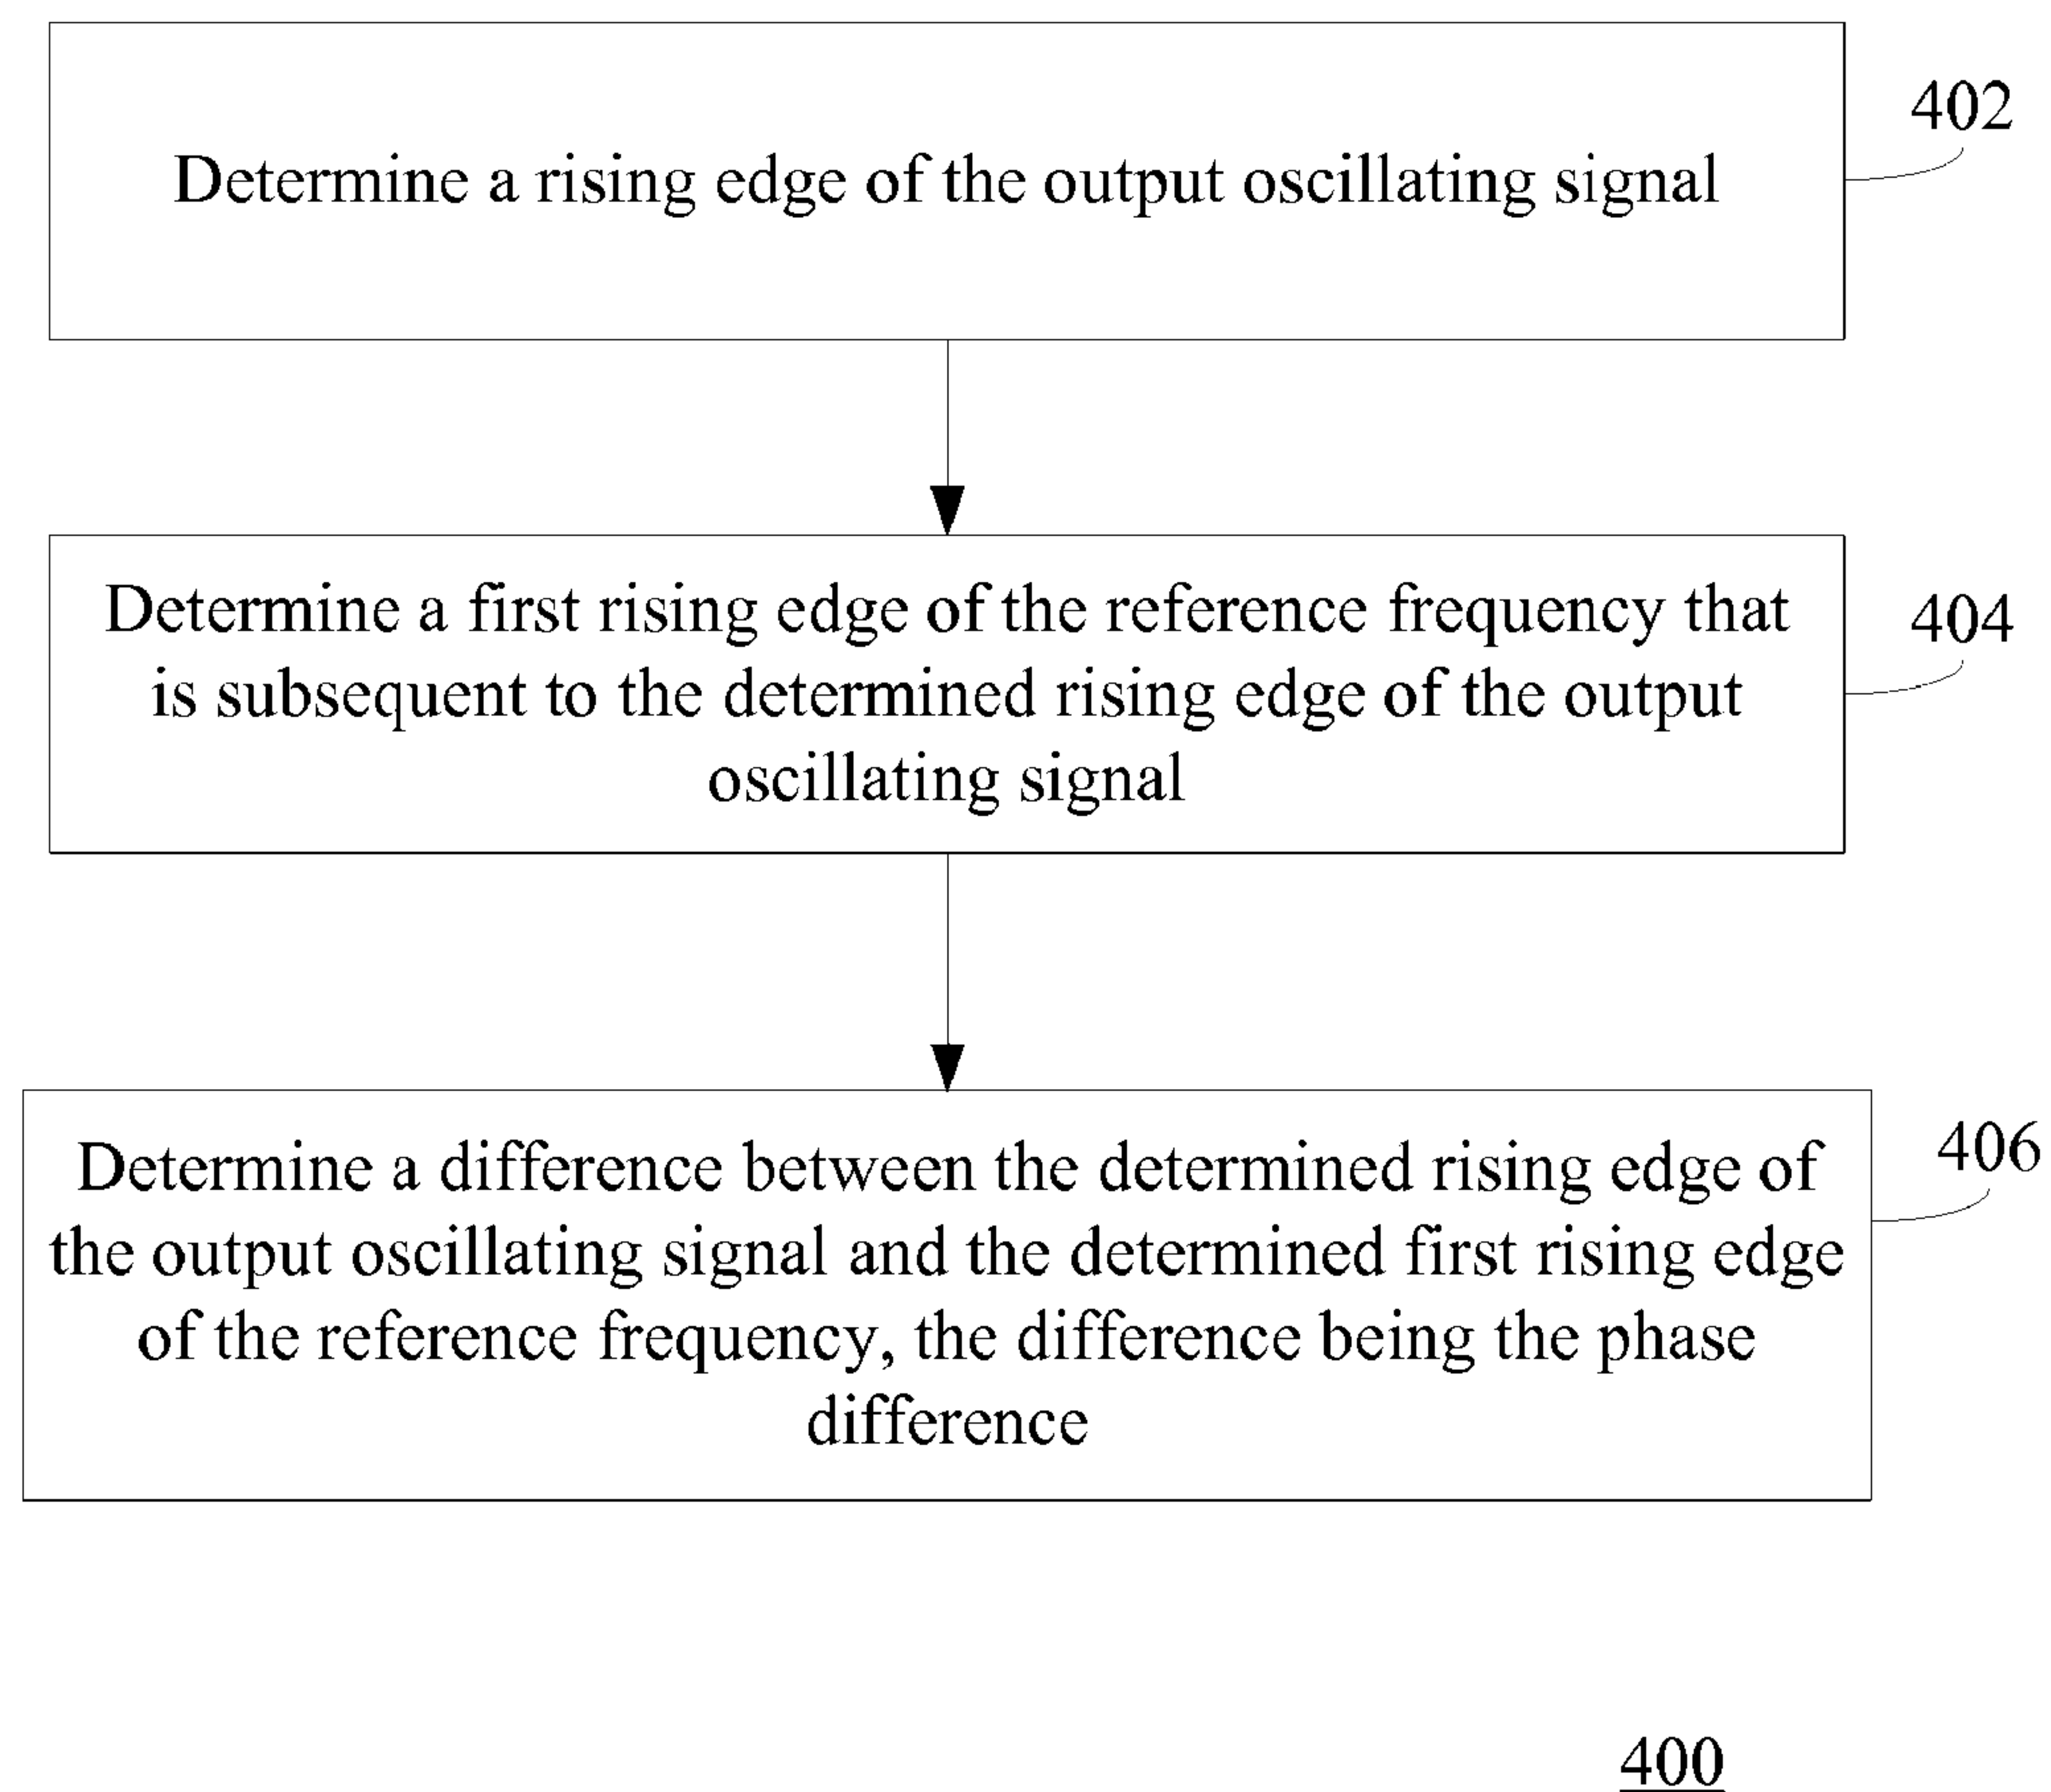 Determine a rising edge of the output oscillating signal
402
Determine a first rising edge of the reference frequency that
is subsequent to the determined rising edge of the output
oscillating signal
404
Determine a difference between the determined rising edge of
the output oscillating signal and the determined first rising edge
of the reference frequency, the difference being the phase
difference
406
400